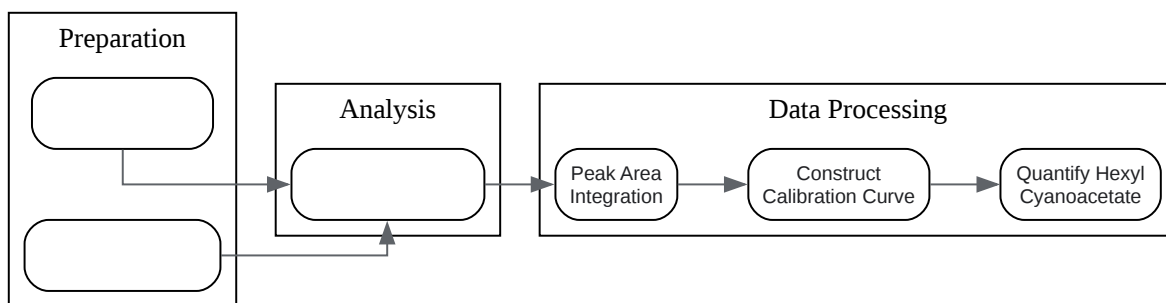 Preparation
Analysis
Data Processing
Peak Area
Integration
Construct
Calibration Curve
Quantify Hexyl
Cyanoacetate